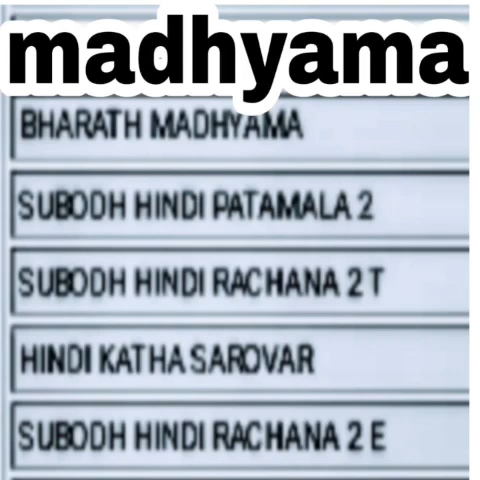 madhyama
BHARATH MADHYAMA
SUBODH HINDI PATAMALA 2
SUBODH HINDI RACHANA 2 T
HINDI KATHA SAROVAR
SUBODH HINDI RACHANA 2 E